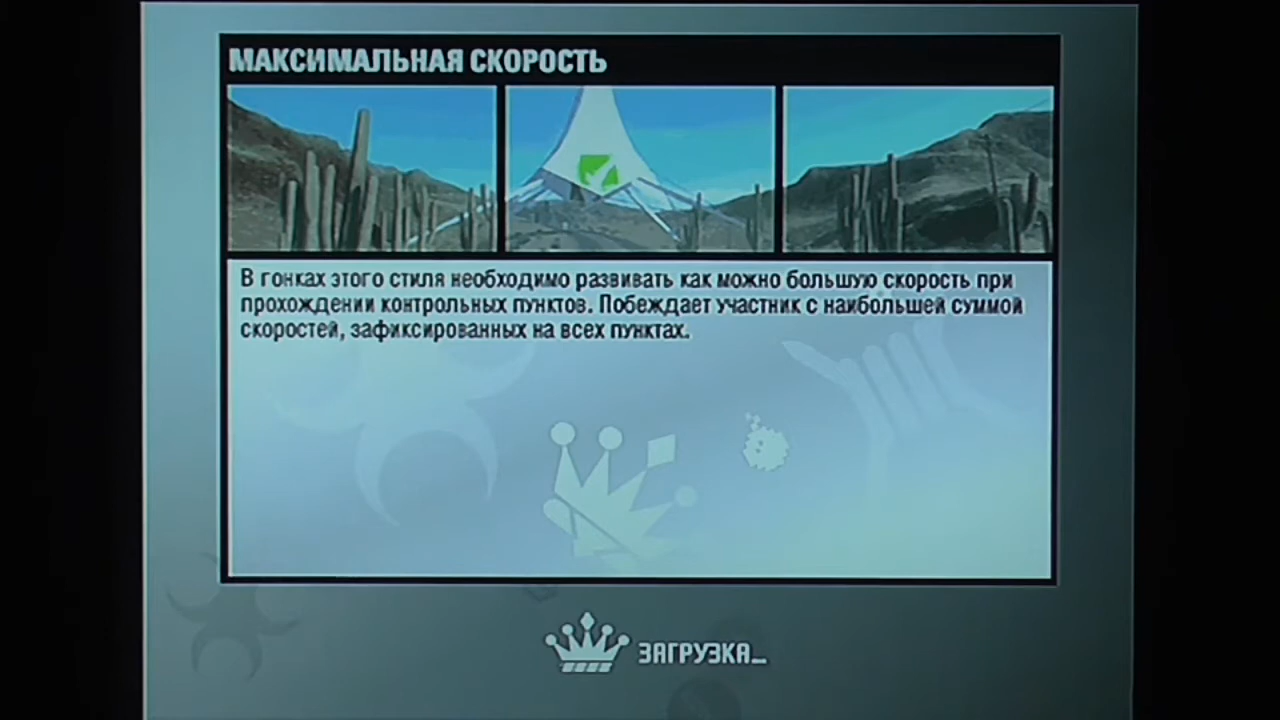 МАКСИМАЛЬНАЯ СКОРОСТЬ
В гонках этого стиля необходимо развивать как можно большую скорость при
прохождении контрольных пунктов. Побеждает участник с наибольшей суммой
скоростей, зафиксированных на всех пунктах.
ЗАГРУЗКА...